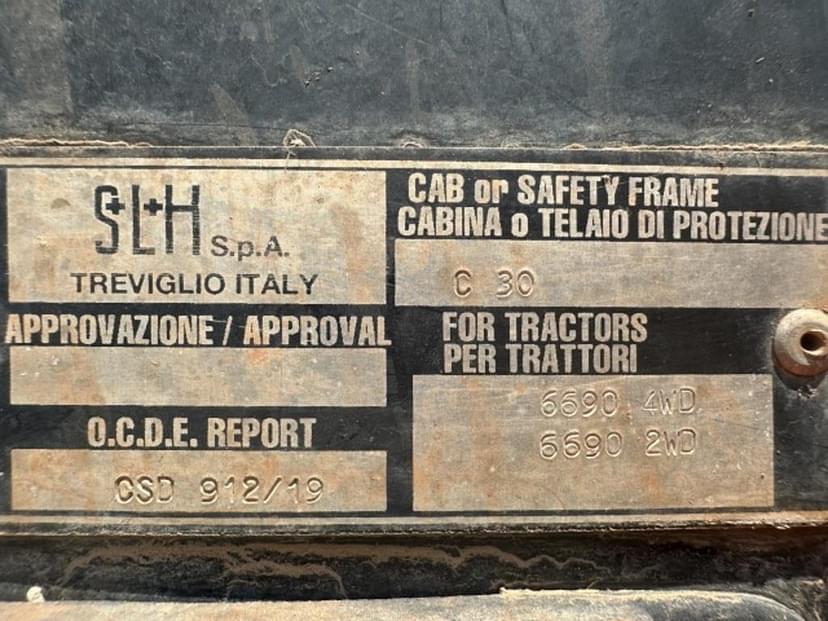 S+L+H S.p.A.
TREVIGLIO ITALY
APPROVAZIONE / APPROVAL
O.C.D.E. REPORT
CSD 912/19
CAB or SAFETY FRAME
CABINA o TELAIO DI PROTEZIONE
C 30
FOR TRACTORS
PER TRATTORI
6690 4WD
6690 2WD